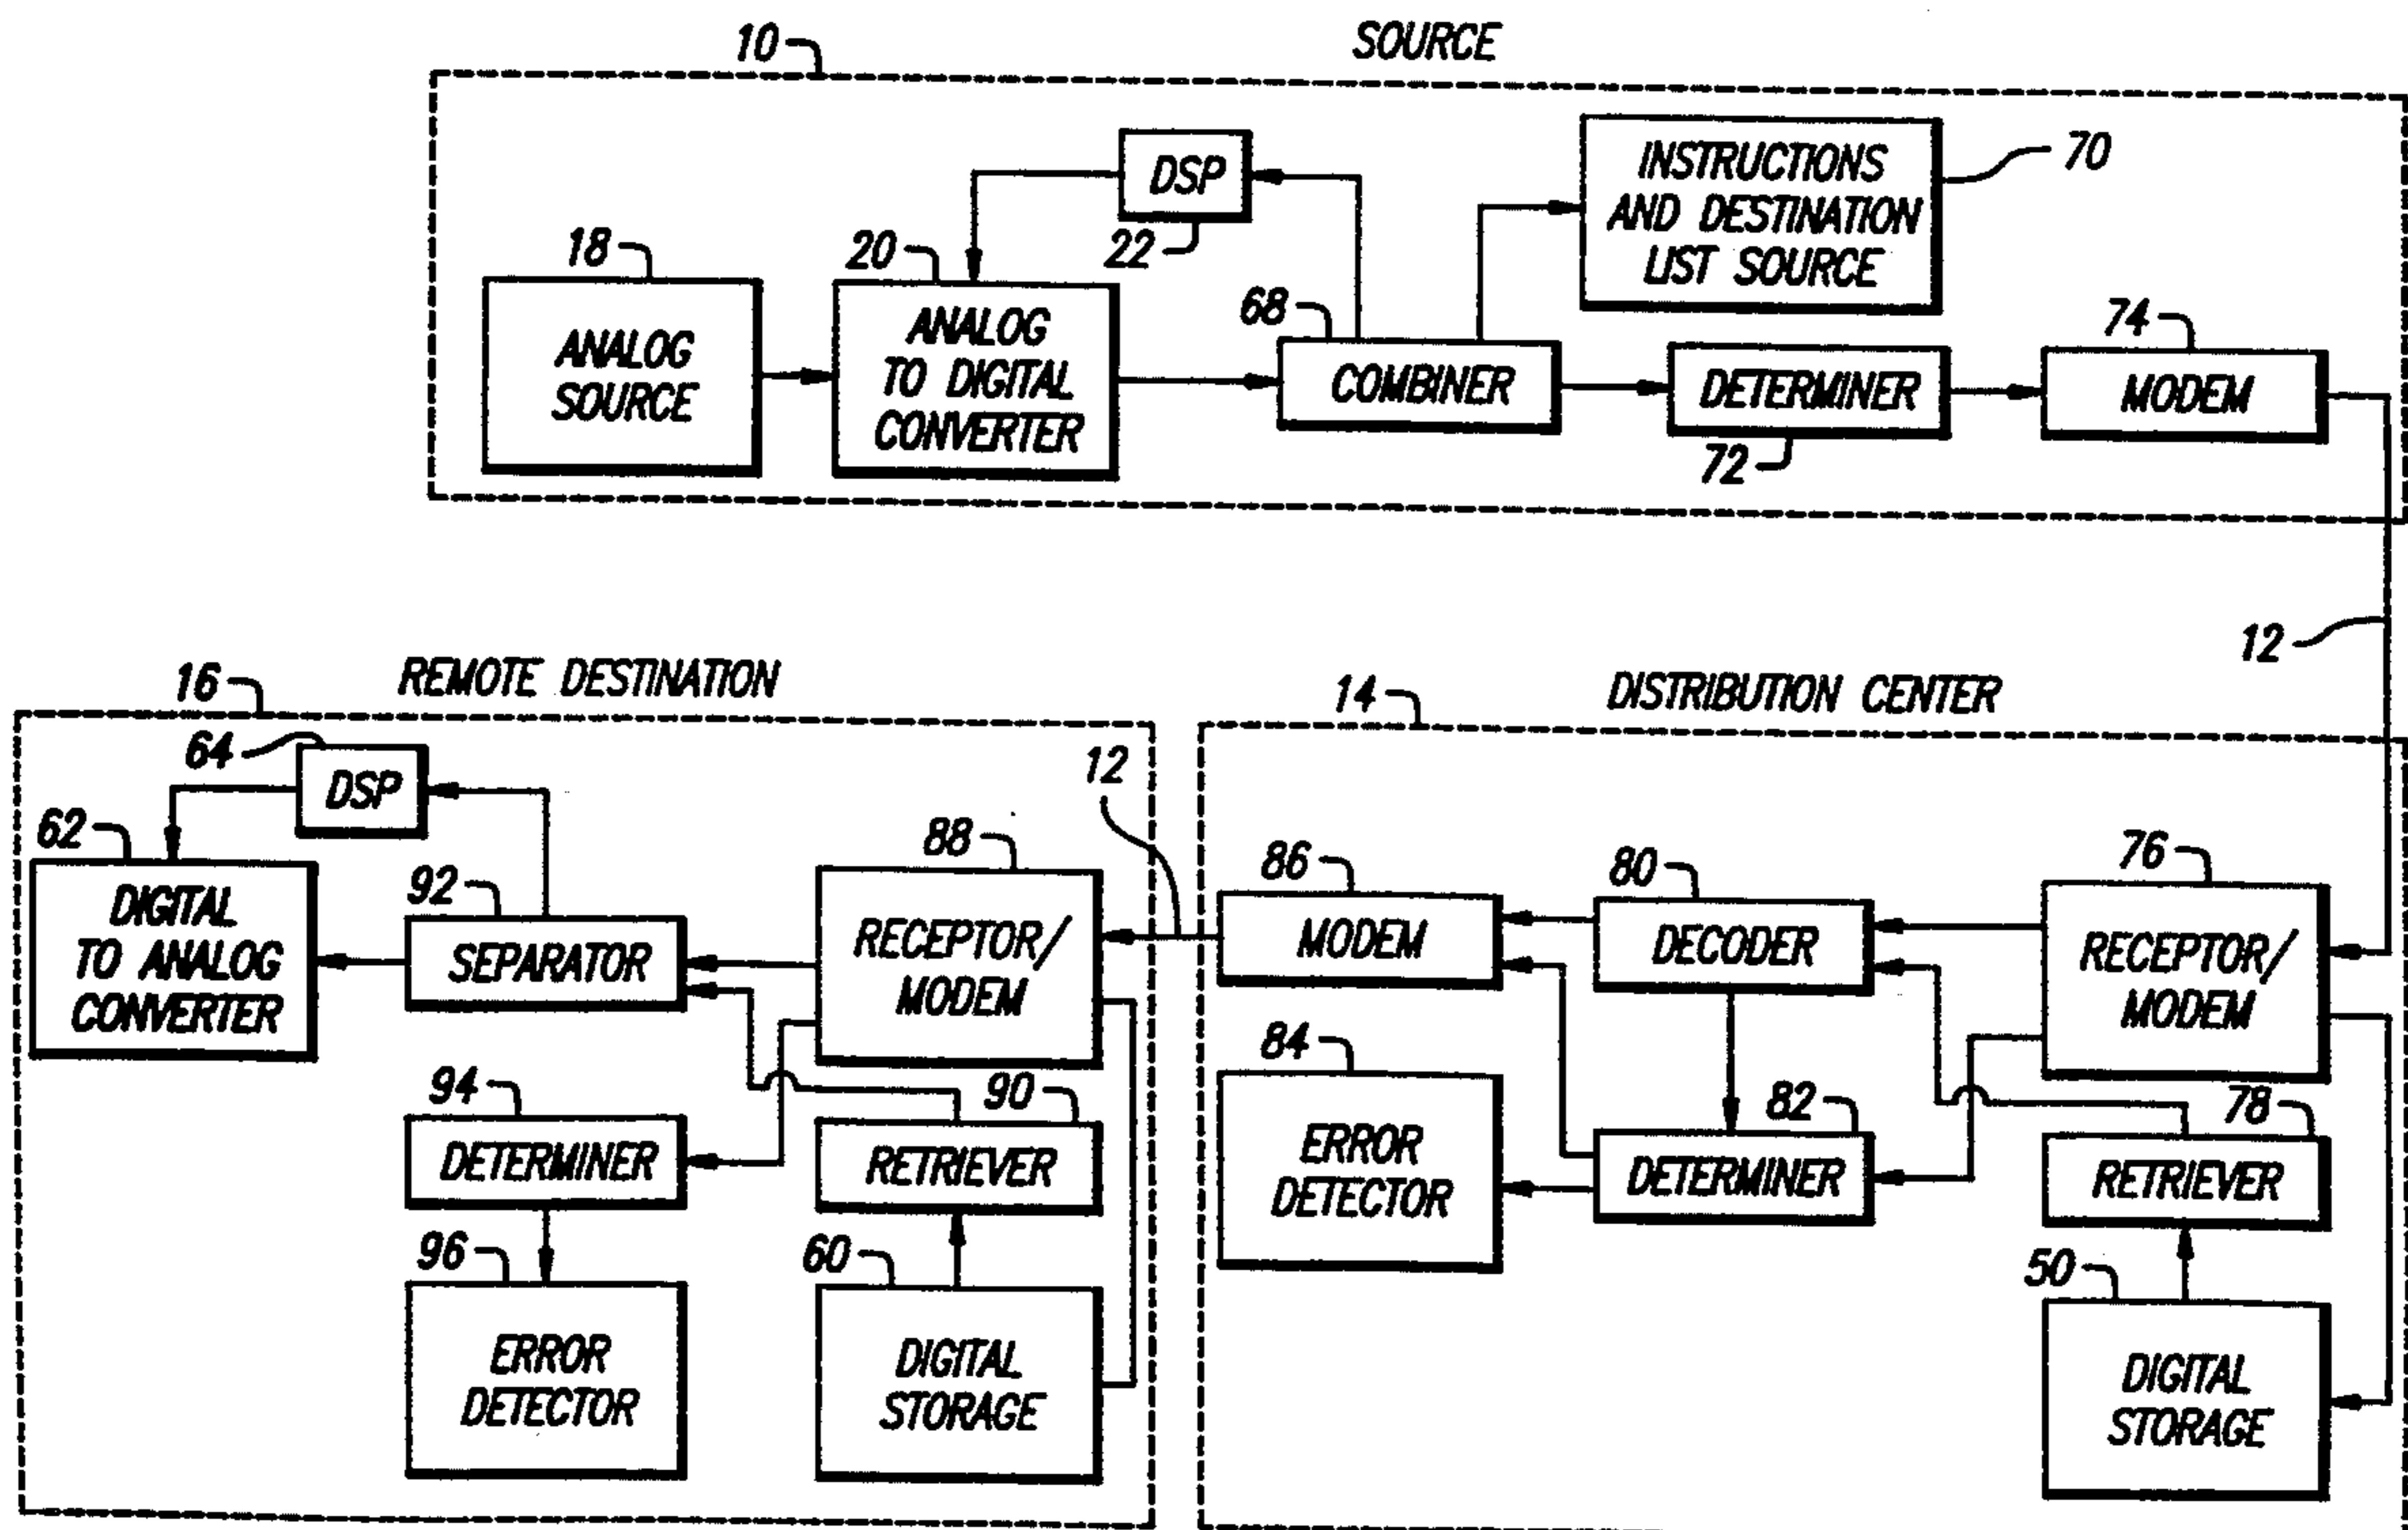 SOURCE
10
DSP
22
INSTRUCTIONS
AND DESTINATION
LIST SOURCE
70
18
ANALOG
SOURCE
20
ANALOG
TO DIGITAL
CONVERTER
68
COMBINER
DETERMINER
72
74
MODEM
12
REMOTE DESTINATION
16
64
DSP
62
DIGITAL
TO ANALOG
CONVERTER
92
SEPARATOR
88
RECEPTOR/
MODEM
12
94
DETERMINER
90
RETRIEVER
96
ERROR
DETECTOR
60
DIGITAL
STORAGE
DISTRIBUTION CENTER
14
86
MODEM
80
DECODER
76
RECEPTOR/
MODEM
84
ERROR
DETECTOR
82
DETERMINER
78
RETRIEVER
50
DIGITAL
STORAGE